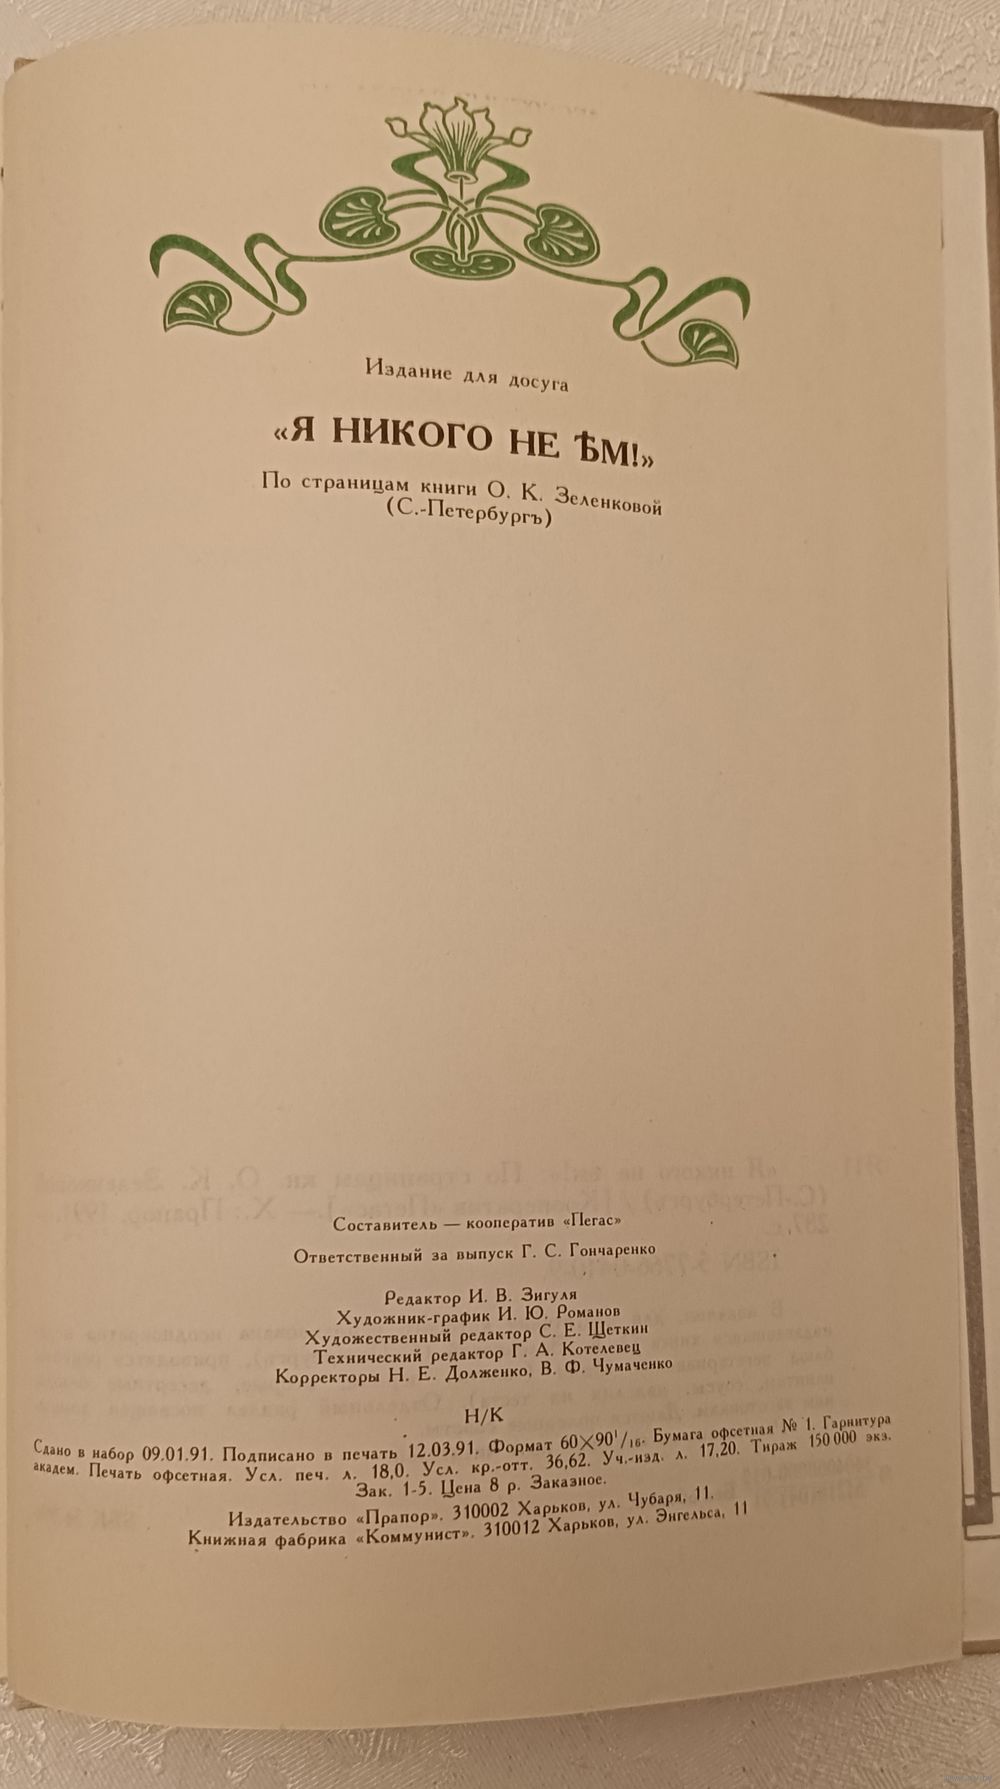 Издание для досуга
«Я НИКОГО НЕ ѢМ!»
По страницам книги О. К. Зеленковой
(С.-Петербургъ)
Составитель — кооператив «Пегас»
Ответственный за выпуск Г. С. Гончаренко
Редактор И. В. Зигуля
Художник-график И. Ю. Романов
Художественный редактор С. Е. Щеткин
Технический редактор Г. А. Котелевец
Корректоры Н. Е. Долженко, В. Ф. Чумаченко
Н/К
Сдано в набор 09.01.91. Подписано в печать 12.03.91. Формат 60×90¹/₁₆. Бумага офсетная № 1. Гарнитура
академ. Печать офсетная. Усл. печ. л. 18,0. Усл. кр.-отт. 36,62. Уч.-изд. л. 17,20. Тираж 150 000 экз.
Зак. 1-5. Цена 8 р. Заказное.
Издательство «Прапор». 310002 Харьков, ул. Чубаря, 11.
Книжная фабрика «Коммунист». 310012 Харьков, ул. Энгельса, 11